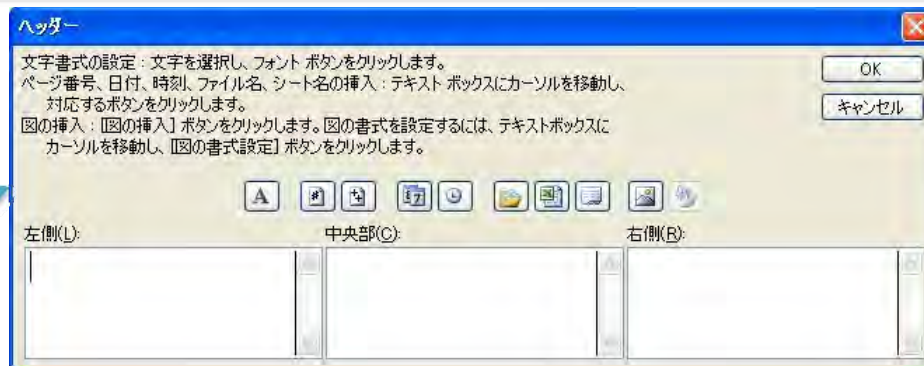 ヘッダー
文字書式の設定：文字を選択し、フォント ボタンをクリックします。
ページ番号、日付、時刻、ファイル名、シート名の挿入：テキスト ボックスにカーソルを移動し、
対応するボタンをクリックします。
図の挿入：[図の挿入] ボタンをクリックします。図の書式を設定するには、テキストボックスに
カーソルを移動し、[図の書式設定] ボタンをクリックします。
OK
キャンセル
A
左側(L):
中央部(C):
右側(R):